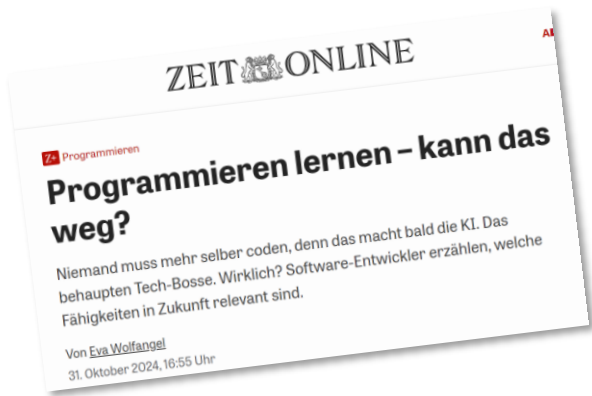 ZEIT ONLINE
Z+ Programmieren
Programmieren lernen – kann das
weg?
Niemand muss mehr selber coden, denn das macht bald die KI. Das
behaupten Tech-Bosse. Wirklich? Software-Entwickler erzählen, welche
Fähigkeiten in Zukunft relevant sind.
Von Eva Wolfangel
31. Oktober 2024, 16:55 Uhr